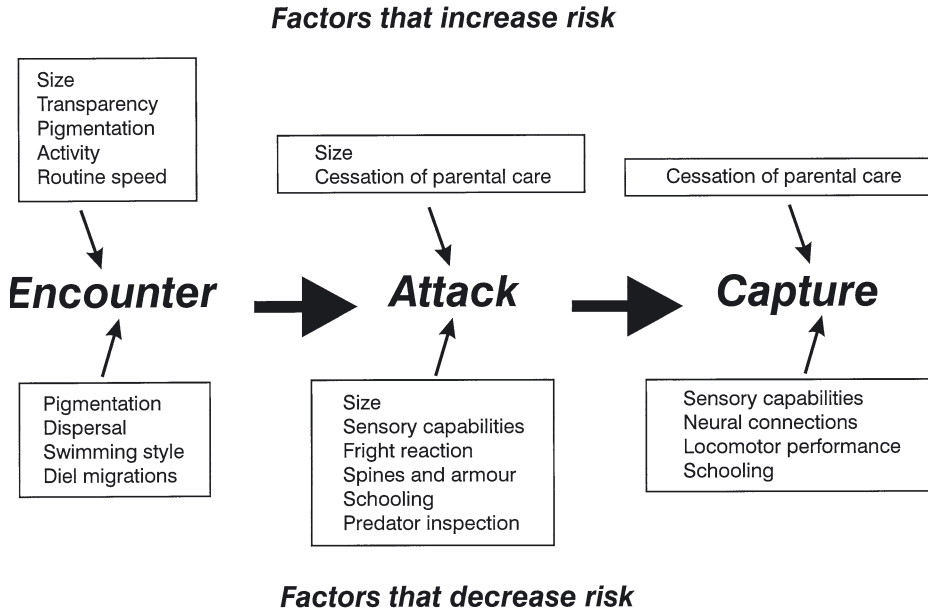 Factors that increase risk
Size
Transparency
Pigmentation
Activity
Routine speed
Size
Cessation of parental care
Cessation of parental care
Encounter
Attack
Capture
Pigmentation
Dispersal
Swimming style
Diel migrations
Size
Sensory capabilities
Fright reaction
Spines and armour
Schooling
Predator inspection
Sensory capabilities
Neural connections
Locomotor performance
Schooling
Factors that decrease risk